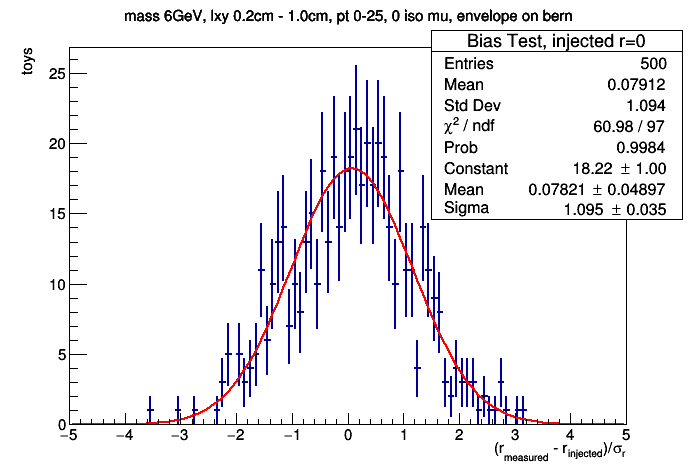 mass 6GeV, lxy 0.2cm - 1.0cm, pt 0-25, 0 iso mu, envelope on bern
Bias Test, injected r=0
Entries 500
Mean 0.07912
Std Dev 1.094
χ² / ndf 60.98 / 97
Prob 0.9984
Constant 18.22 ± 1.00
Mean 0.07821 ± 0.04897
Sigma 1.095 ± 0.035
toys
25
20
15
10
5
0
−5 −4 −3 −2 −1 0 1 2 3 4 5
(r_measured - r_injected)/σ_r